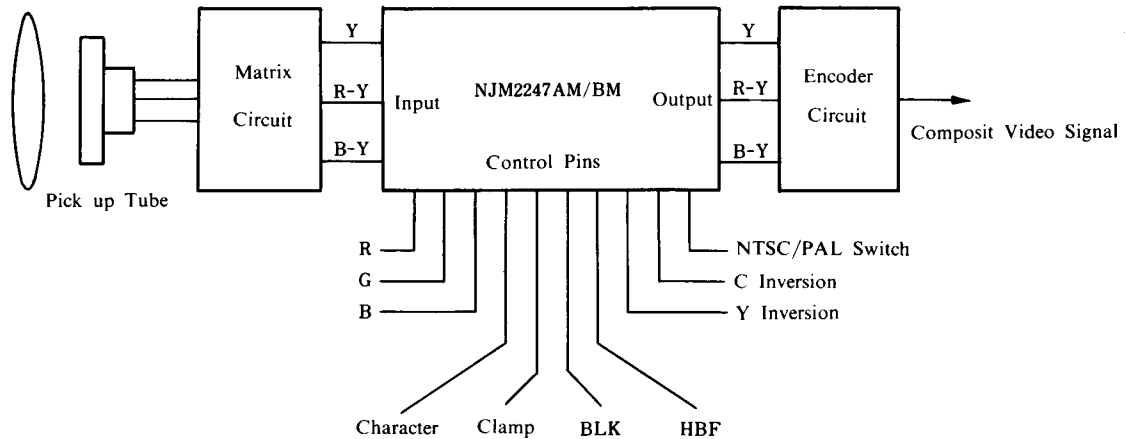 Y
Y
Matrix
Circuit
R-Y
Input
NJM2247AM/BM
Output
R-Y
Encoder
Circuit
Composit Video Signal
B-Y
Control Pins
B-Y
Pick up Tube
R
NTSC/PAL Switch
G
C Inversion
B
Y Inversion
Character
Clamp
BLK
HBF